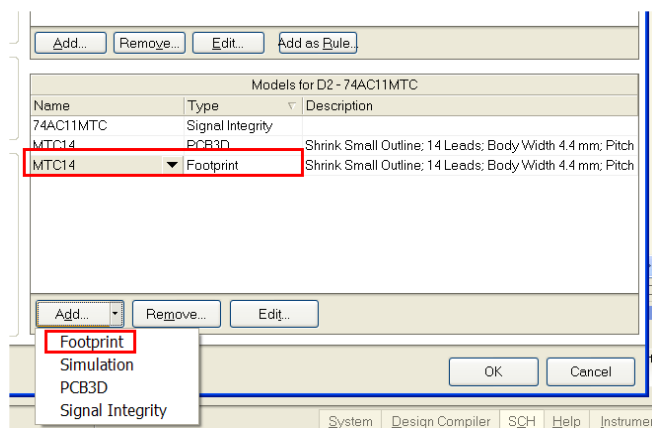 Add... Remove... Edit... Add as Rule...
Models for D2 - 74AC11MTC
Name Type Description
74AC11MTC Signal Integrity
MTC14 PCB3D Shrink Small Outline; 14 Leads; Body Width 4.4 mm; Pitch
MTC14 Footprint Shrink Small Outline; 14 Leads; Body Width 4.4 mm; Pitch
Add... Remove... Edit...
Footprint
Simulation
PCB3D
Signal Integrity
OK Cancel
System Design Compiler SCH Help Instrumen